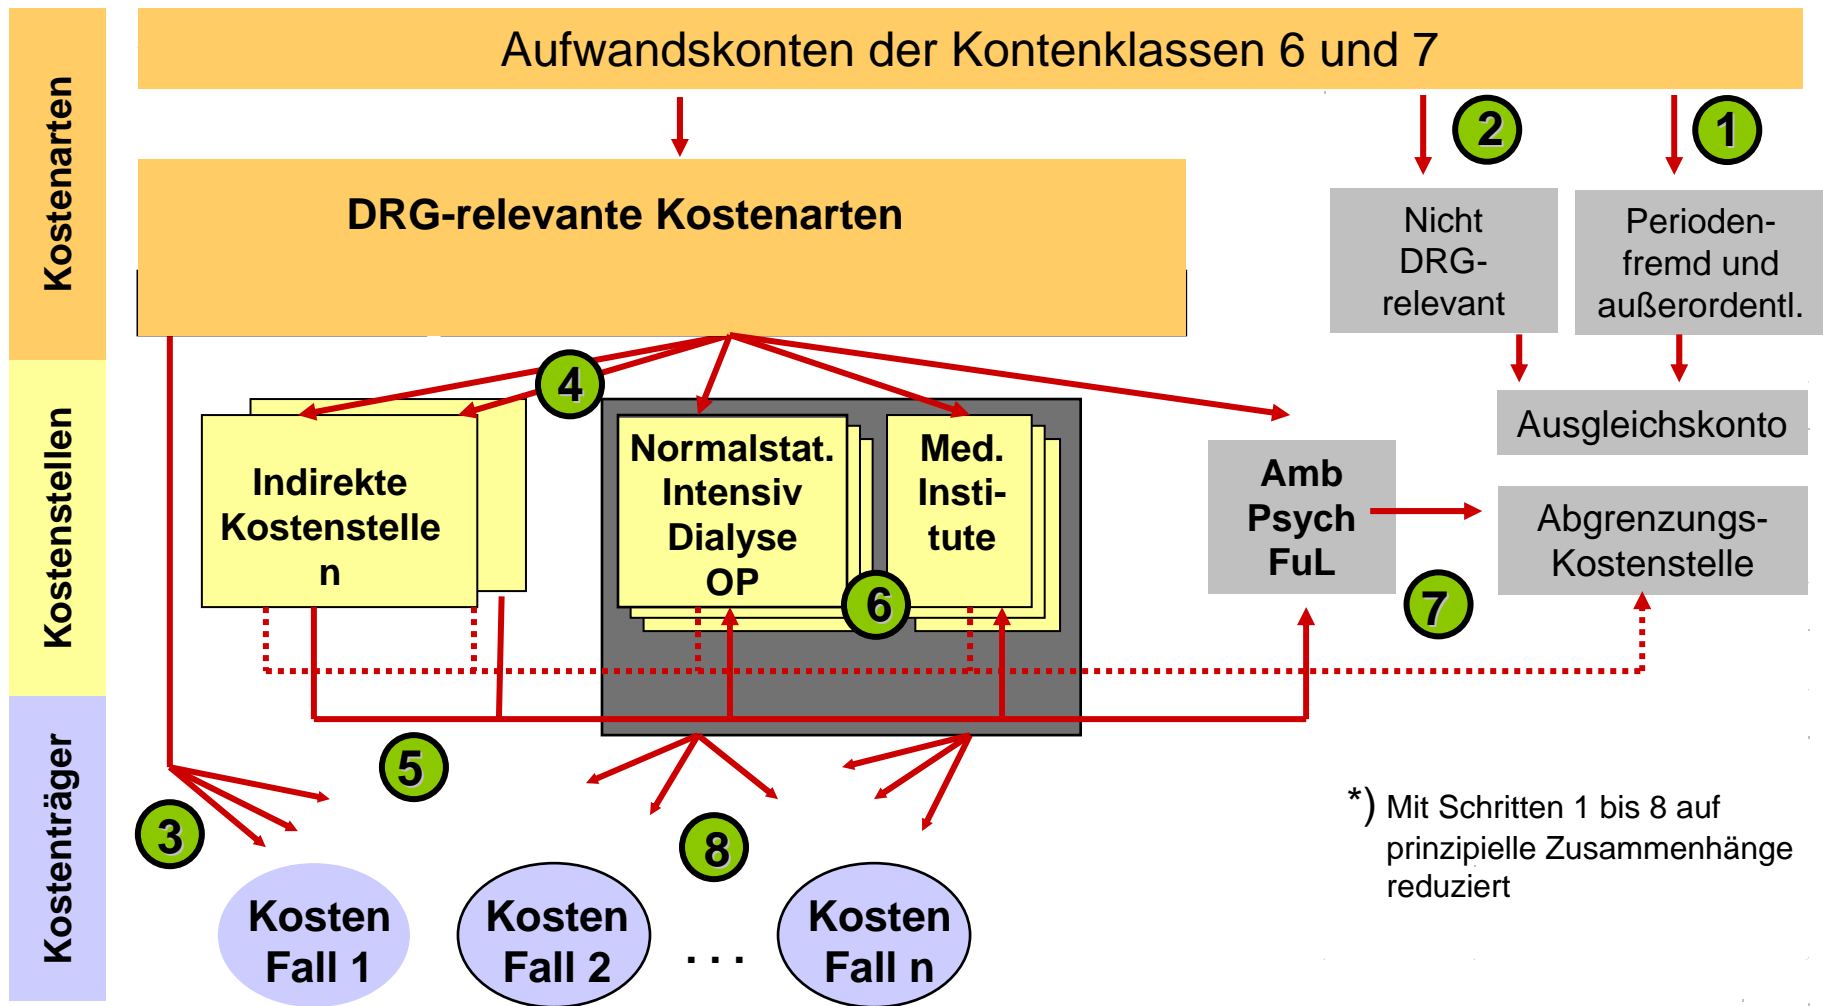 Kostenarten
Aufwandskonten der Kontenklassen 6 und 7
2
1
DRG-relevante Kostenarten
Nicht
DRG-
relevant
Perioden-
fremd und
außerordentl.
Kostenstellen
4
Indirekte
Kostenstelle
n
Normalstat.
Intensiv
Dialyse
OP
Med.
Insti-
tute
6
Amb
Psych
FuL
Ausgleichskonto
Abgrenzungs-
Kostenstelle
7
Kostenträger
5
3
8
Kosten
Fall 1
Kosten
Fall 2
. . .
Kosten
Fall n
*) Mit Schritten 1 bis 8 auf
prinzipielle Zusammenhänge
reduziert